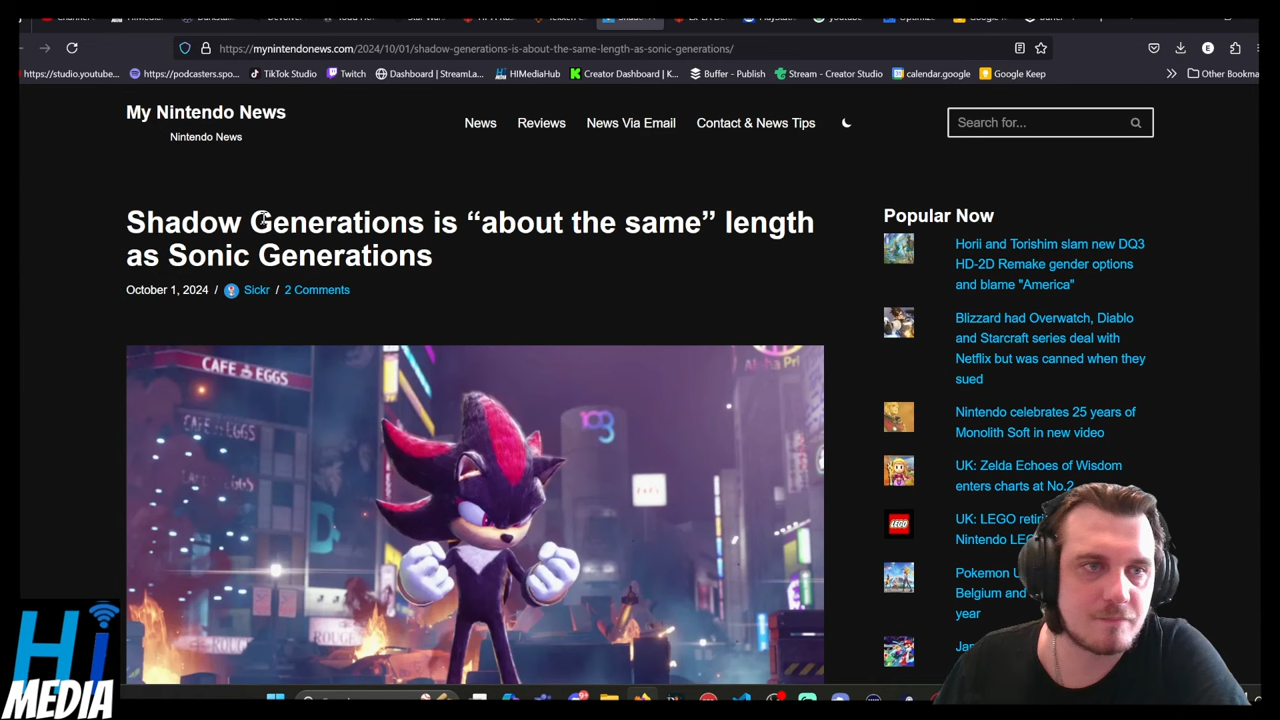 https://mynintendonews.com/2024/10/01/shadow-generations-is-about-the-same-length-as-sonic-generations/
https://studio.youtube... https://podcasters.spo... TikTok Studio Twitch Dashboard | StreamLa... HIMediaHub Creator Dashboard | K... Buffer - Publish Stream - Creator Studio calendar.google Google Keep Other Bookma
My Nintendo News
Nintendo News
News Reviews News Via Email Contact & News Tips
Search for...
Shadow Generations is “about the same” length
as Sonic Generations
October 1, 2024 / Sickr / 2 Comments
CAFE EGGS
CAFE EGGS
109
ROUGE
Popular Now
Horii and Torishim slam new DQ3
HD-2D Remake gender options
and blame "America"
Blizzard had Overwatch, Diablo
and Starcraft series deal with
Netflix but was canned when they
sued
Nintendo celebrates 25 years of
Monolith Soft in new video
UK: Zelda Echoes of Wisdom
enters charts at No.2
LEGO
UK: LEGO retiri
Nintendo LEG
Pokemon U
Belgium and
year
Hi
MEDIA